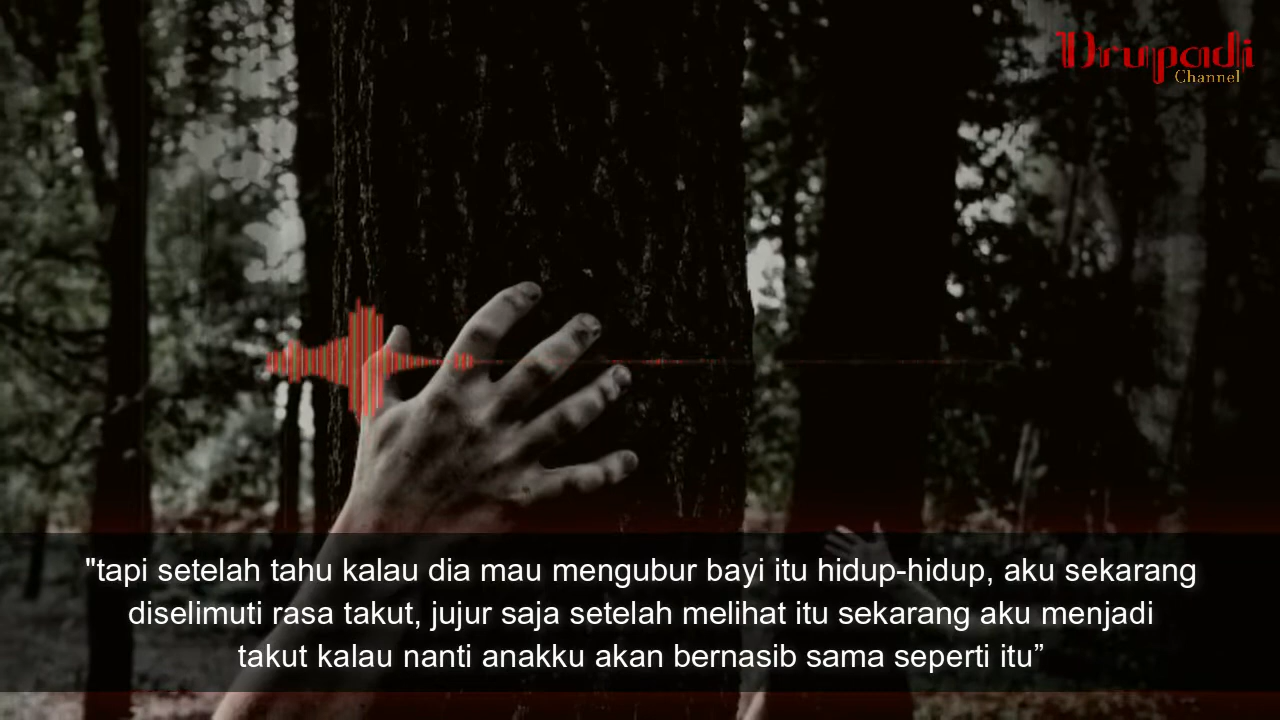 Drupadi
Channel
"tapi setelah tahu kalau dia mau mengubur bayi itu hidup-hidup, aku sekarang
diselimuti rasa takut, jujur saja setelah melihat itu sekarang aku menjadi
takut kalau nanti anakku akan bernasib sama seperti itu”